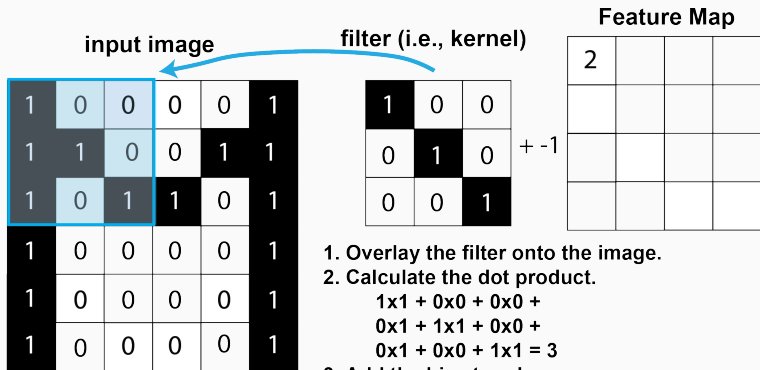 input image
filter (i.e., kernel)
Feature Map
1 0 0 0 0 1
1 1 0 0 1 1
1 0 1 1 0 1
1 0 0 0 0 1
1 0 0 0 0 1
1 0 0 0 0 1
1 0 0
0 1 0
0 0 1
+ -1
2
1. Overlay the filter onto the image.
2. Calculate the dot product.
1x1 + 0x0 + 0x0 +
0x1 + 1x1 + 0x0 +
0x1 + 0x0 + 1x1 = 3